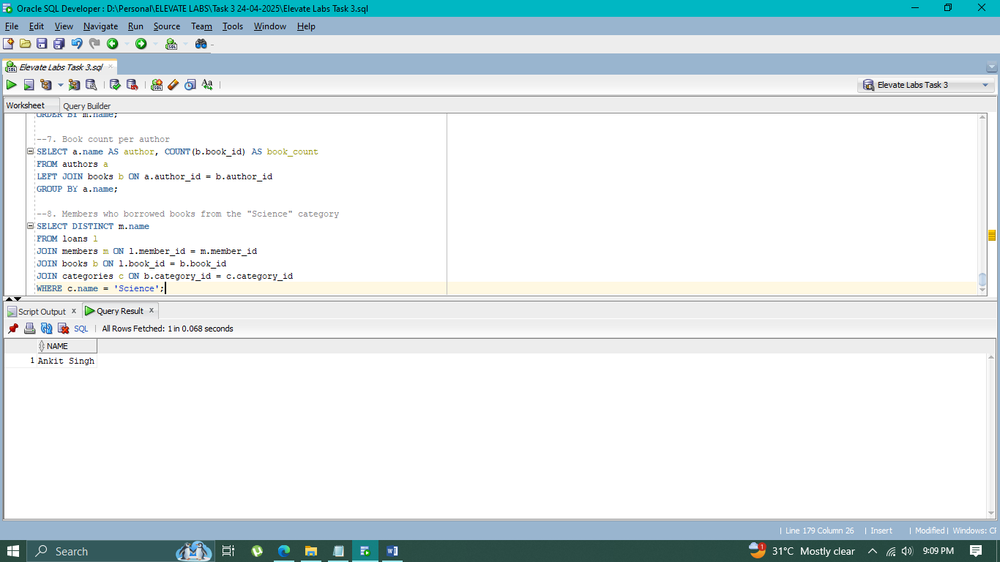 Oracle SQL Developer : D:\Personal\ELEVATE LABS\Task 3 24-04-2025\Elevate Labs Task 3.sql
File Edit View Navigate Run Source Team Tools Window Help
SQL
SQL Elevate Labs Task 3.sql ×
SQL Aa Elevate Labs Task 3
Worksheet Query Builder
ORDER BY m.name;
--7. Book count per author
SELECT a.name AS author, COUNT(b.book_id) AS book_count
FROM authors a
LEFT JOIN books b ON a.author_id = b.author_id
GROUP BY a.name;
--8. Members who borrowed books from the "Science" category
SELECT DISTINCT m.name
FROM loans l
JOIN members m ON l.member_id = m.member_id
JOIN books b ON l.book_id = b.book_id
JOIN categories c ON b.category_id = c.category_id
WHERE c.name = 'Science';
Script Output x Query Result x
SQL | All Rows Fetched: 1 in 0.068 seconds
NAME
1 Ankit Singh
| Line 179 Column 26 | Insert | Modified | Windows: CF
Search W 1 31°C Mostly clear 9:09 PM